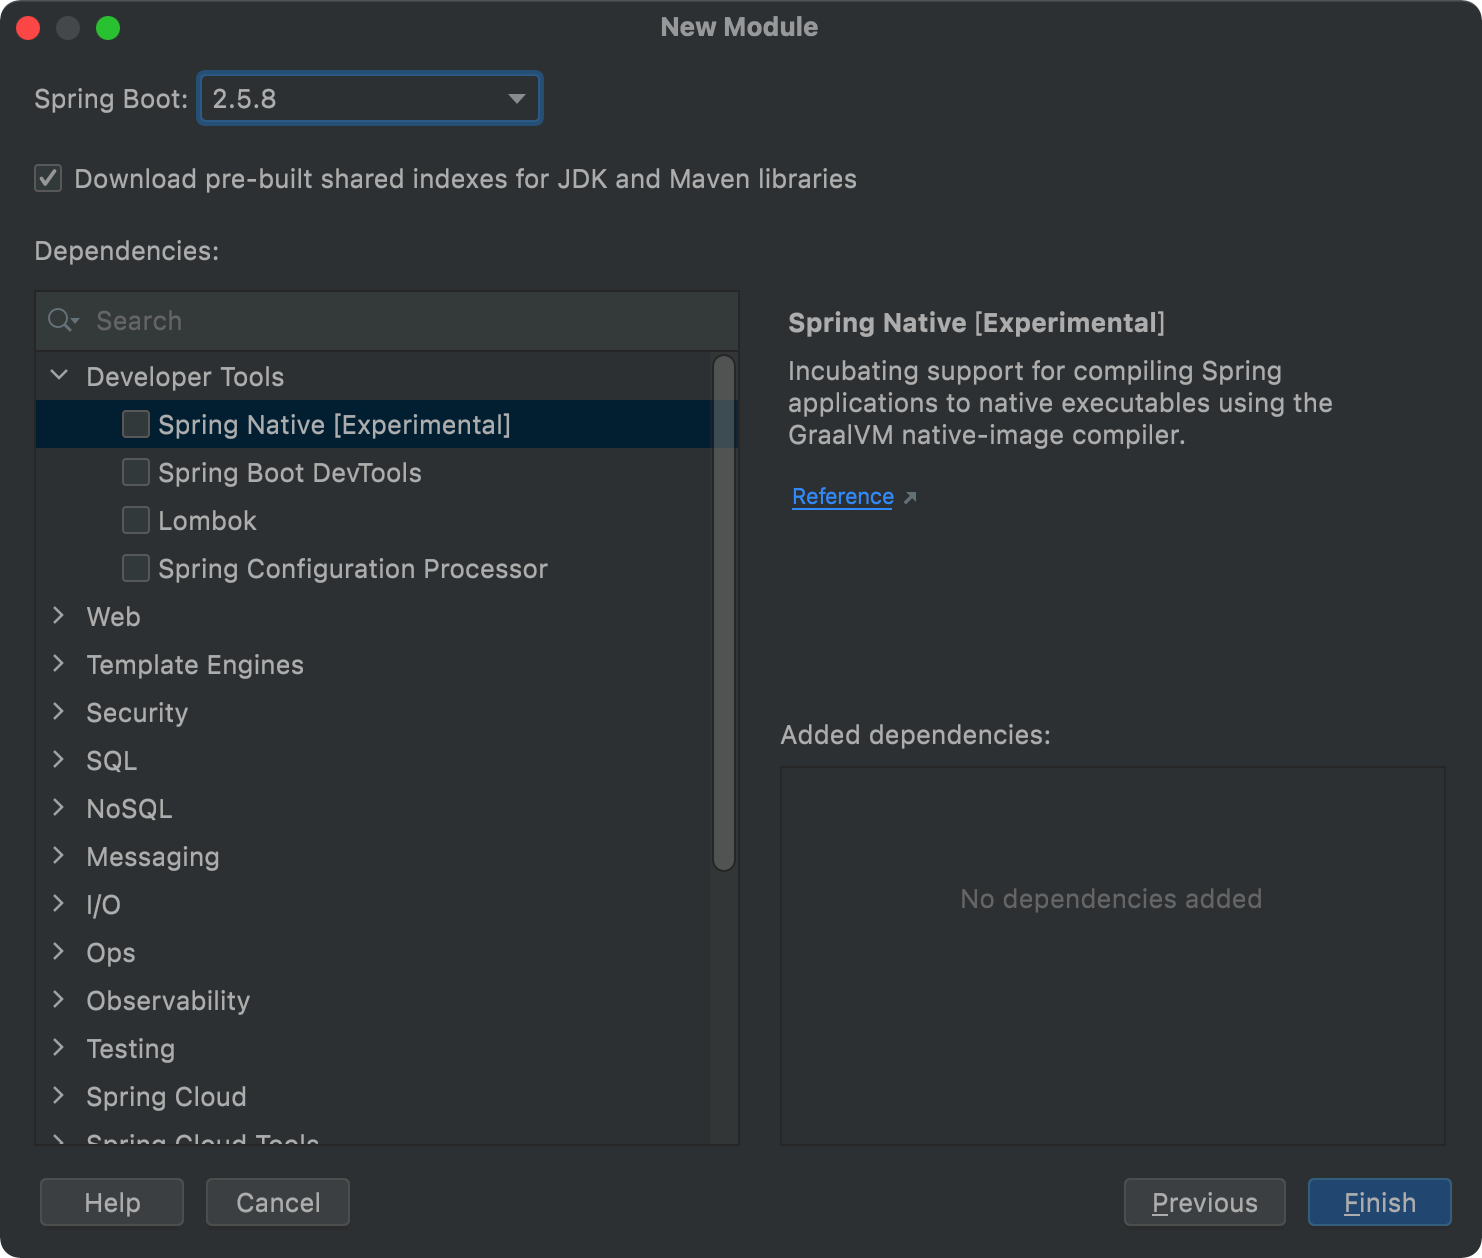 New Module
Spring Boot: 2.5.8
Download pre-built shared indexes for JDK and Maven libraries
Dependencies:
Search
Developer Tools
Spring Native [Experimental]
Spring Boot DevTools
Lombok
Spring Configuration Processor
Web
Template Engines
Security
SQL
NoSQL
Messaging
I/O
Ops
Observability
Testing
Spring Cloud
Spring Cloud Tools
Spring Native [Experimental]
Incubating support for compiling Spring
applications to native executables using the
GraalVM native-image compiler.
Reference
Added dependencies:
No dependencies added
Help Cancel Previous Finish